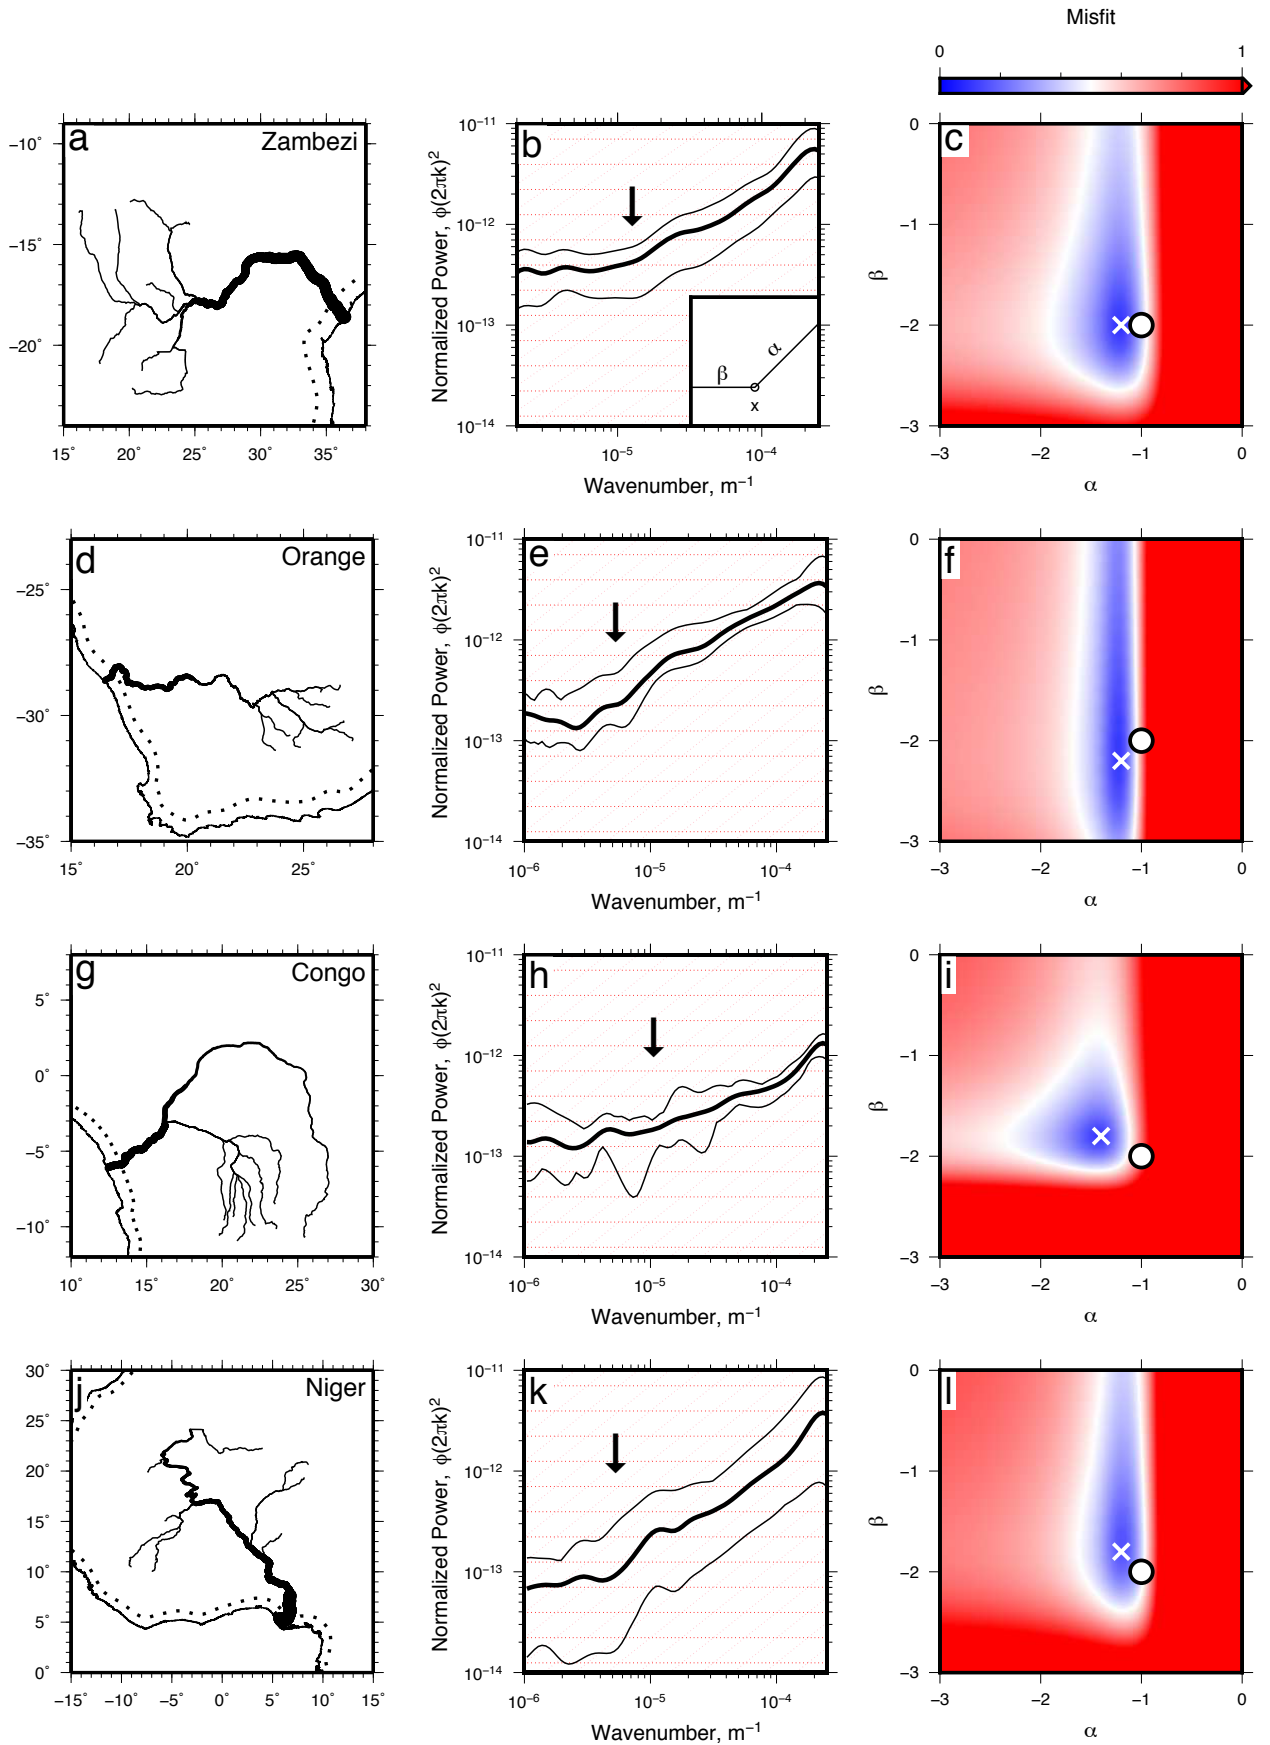 Misfit
0 1
a Zambezi
−10˚
−15˚
−20˚
15˚ 20˚ 25˚ 30˚ 35˚
b
Normalized Power, ϕ(2πk)²
10⁻¹¹
10⁻¹²
10⁻¹³
10⁻¹⁴
β
α
x
10⁻⁵ 10⁻⁴
Wavenumber, m⁻¹
c
β
0
−1
−2
−3
−3 −2 −1 0
α
d Orange
−25˚
−30˚
−35˚
15˚ 20˚ 25˚
e
Normalized Power, ϕ(2πk)²
10⁻¹¹
10⁻¹²
10⁻¹³
10⁻¹⁴
10⁻⁶ 10⁻⁵ 10⁻⁴
Wavenumber, m⁻¹
f
β
0
−1
−2
−3
−3 −2 −1 0
α
g Congo
5˚
0˚
−5˚
−10˚
10˚ 15˚ 20˚ 25˚ 30˚
h
Normalized Power, ϕ(2πk)²
10⁻¹¹
10⁻¹²
10⁻¹³
10⁻¹⁴
10⁻⁶ 10⁻⁵ 10⁻⁴
Wavenumber, m⁻¹
i
β
0
−1
−2
−3
−3 −2 −1 0
α
j Niger
30˚
25˚
20˚
15˚
10˚
5˚
0˚
−15˚ −10˚ −5˚ 0˚ 5˚ 10˚ 15˚
k
Normalized Power, ϕ(2πk)²
10⁻¹¹
10⁻¹²
10⁻¹³
10⁻¹⁴
10⁻⁶ 10⁻⁵ 10⁻⁴
Wavenumber, m⁻¹
l
β
0
−1
−2
−3
−3 −2 −1 0
α